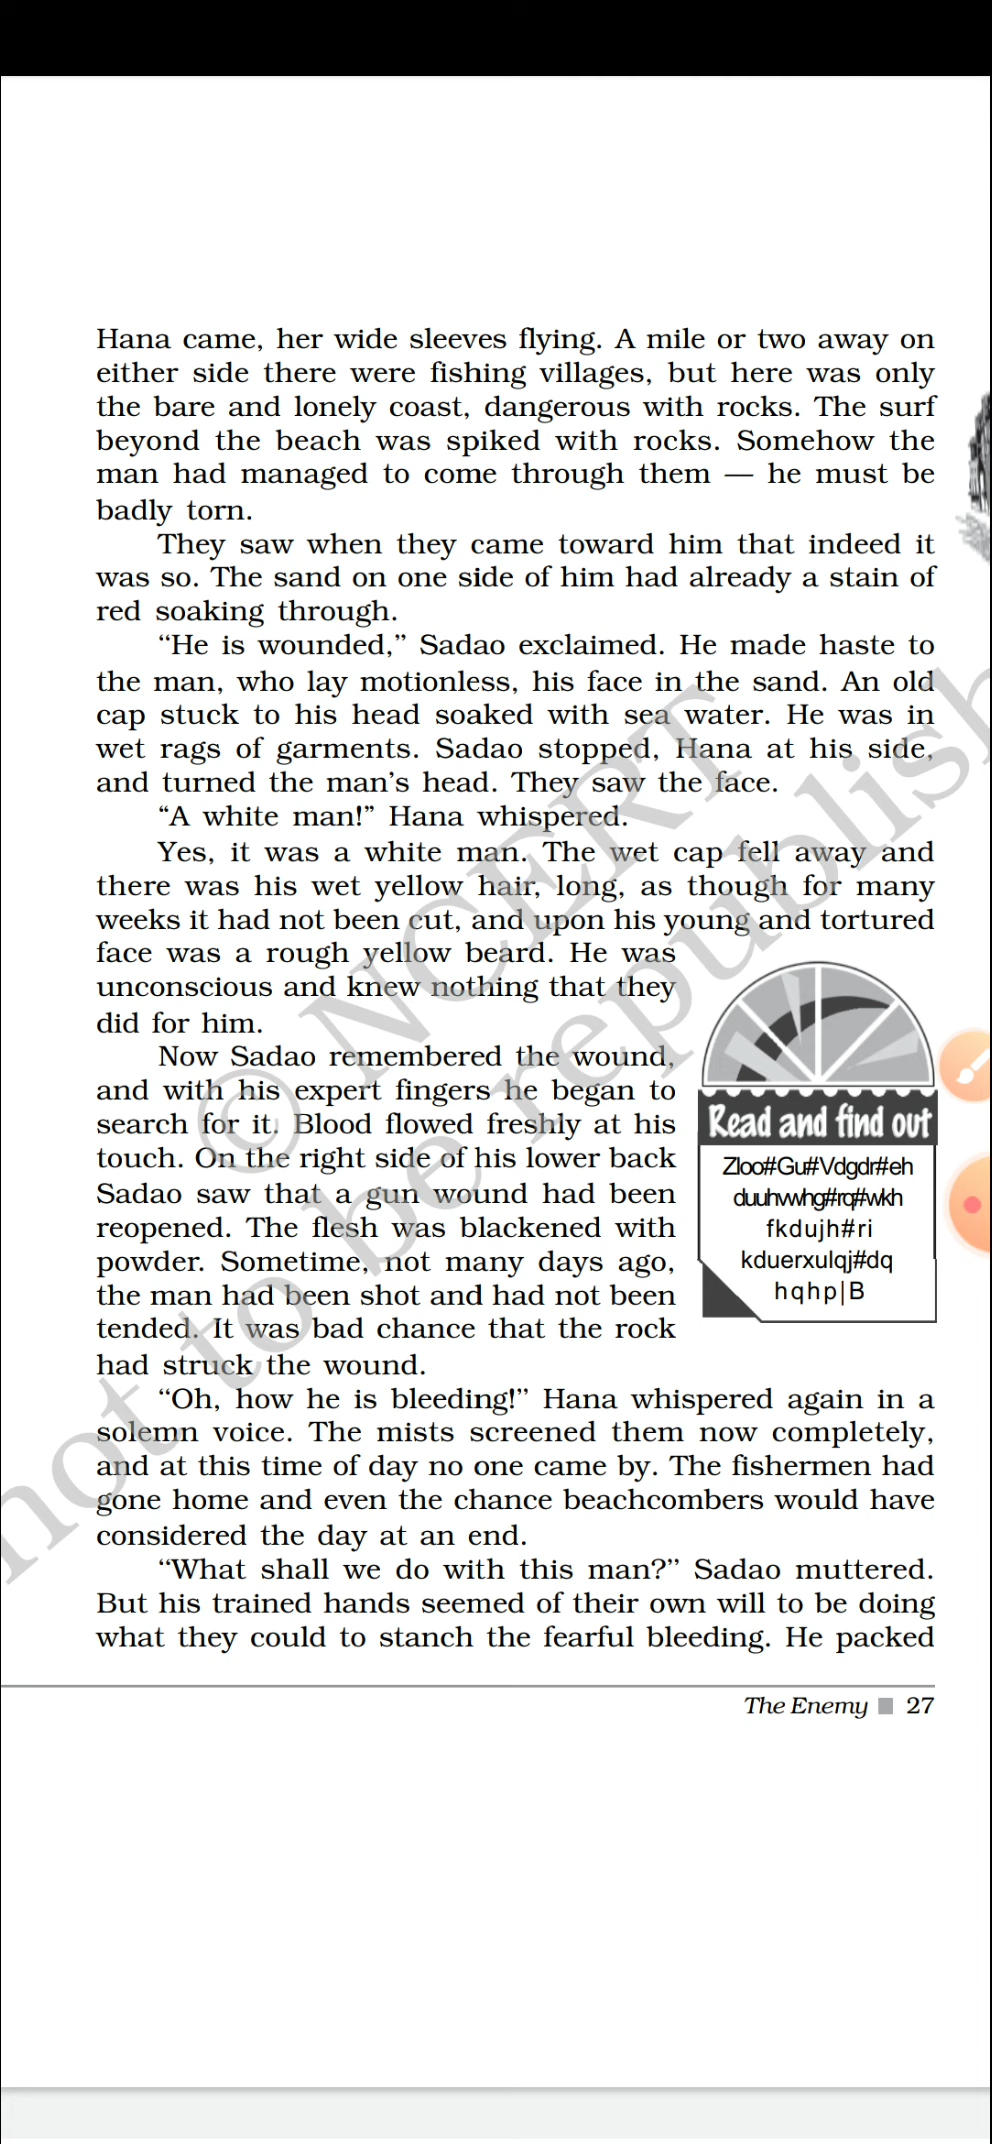 Hana came, her wide sleeves flying. A mile or two away on
either side there were fishing villages, but here was only
the bare and lonely coast, dangerous with rocks. The surf
beyond the beach was spiked with rocks. Somehow the
man had managed to come through them — he must be
badly torn.
They saw when they came toward him that indeed it
was so. The sand on one side of him had already a stain of
red soaking through.
“He is wounded,” Sadao exclaimed. He made haste to
the man, who lay motionless, his face in the sand. An old
cap stuck to his head soaked with sea water. He was in
wet rags of garments. Sadao stopped, Hana at his side,
and turned the man’s head. They saw the face.
“A white man!” Hana whispered.
Yes, it was a white man. The wet cap fell away and
there was his wet yellow hair, long, as though for many
weeks it had not been cut, and upon his young and tortured
face was a rough yellow beard. He was
unconscious and knew nothing that they
did for him.
Now Sadao remembered the wound,
and with his expert fingers he began to
search for it. Blood flowed freshly at his
touch. On the right side of his lower back
Sadao saw that a gun wound had been
reopened. The flesh was blackened with
powder. Sometime, not many days ago,
the man had been shot and had not been
tended. It was bad chance that the rock
had struck the wound.
Read and find out
Zloo#Gu#Vdgdr#eh
duuhvwhg#rq#wkh
fkdujh#ri
kduerxulqj#dq
hqhp|B
“Oh, how he is bleeding!” Hana whispered again in a
solemn voice. The mists screened them now completely,
and at this time of day no one came by. The fishermen had
gone home and even the chance beachcombers would have
considered the day at an end.
“What shall we do with this man?” Sadao muttered.
But his trained hands seemed of their own will to be doing
what they could to stanch the fearful bleeding. He packed
The Enemy 27
© NCERT
not to be republish